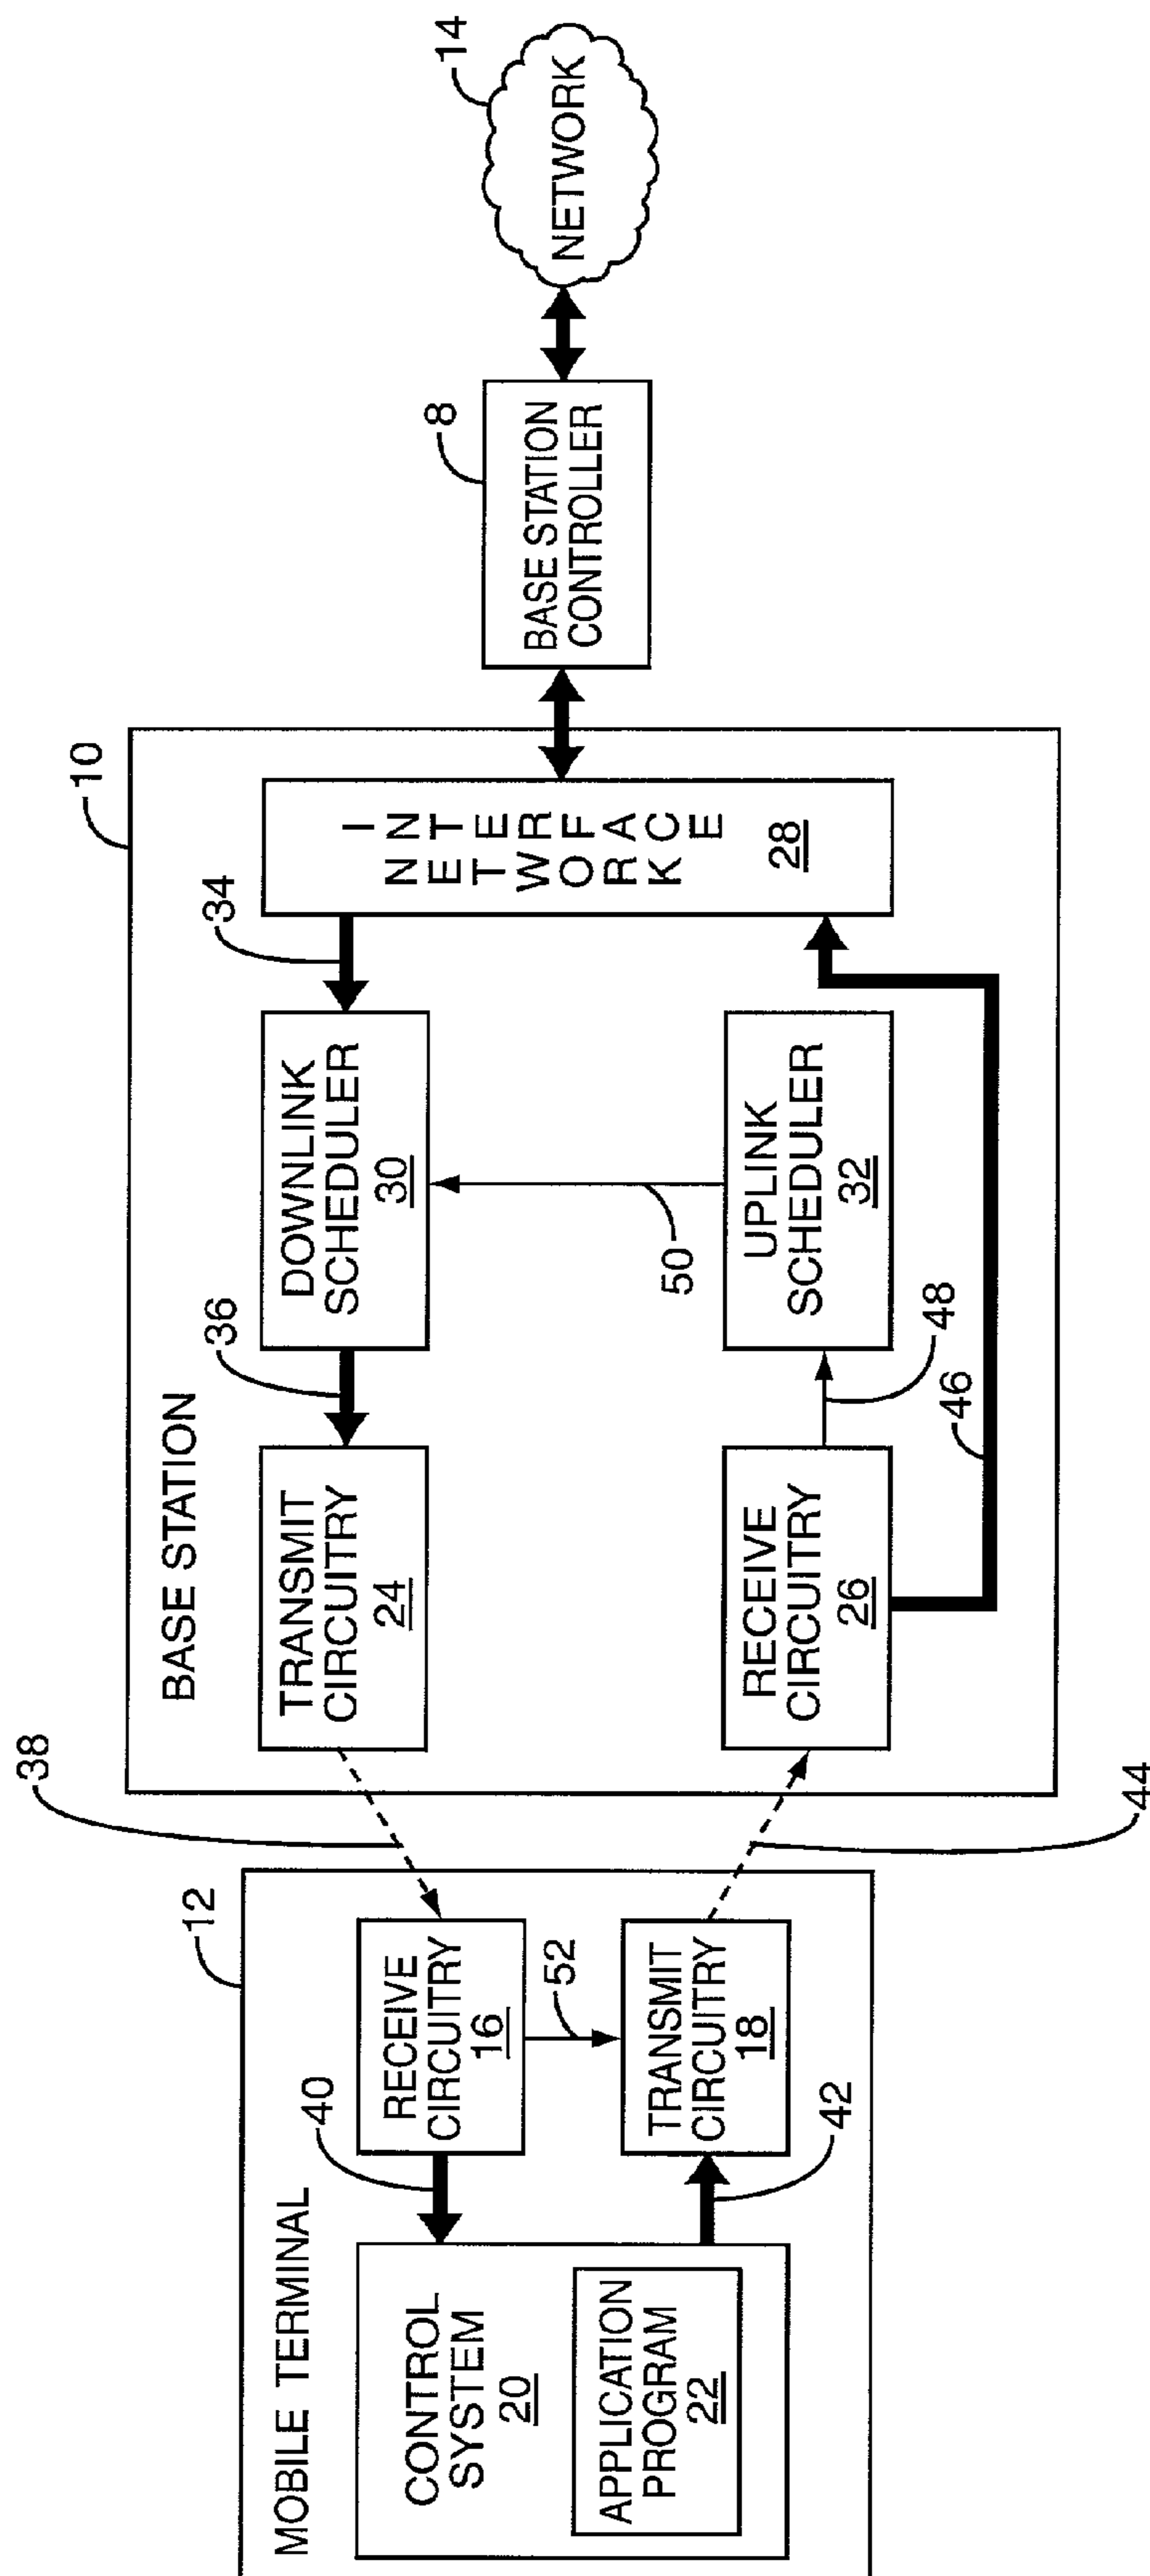 MOBILE TERMINAL
12
CONTROL
SYSTEM
20
APPLICATION
PROGRAM
22
40
42
RECEIVE
CIRCUITRY
16
52
TRANSMIT
CIRCUITRY
18
38
44
BASE STATION
10
TRANSMIT
CIRCUITRY
24
36
DOWNLINK
SCHEDULER
30
34
RECEIVE
CIRCUITRY
26
48
46
UPLINK
SCHEDULER
32
50
NETWORK
INTERFACE
28
BASE STATION
CONTROLLER
8
NETWORK
14